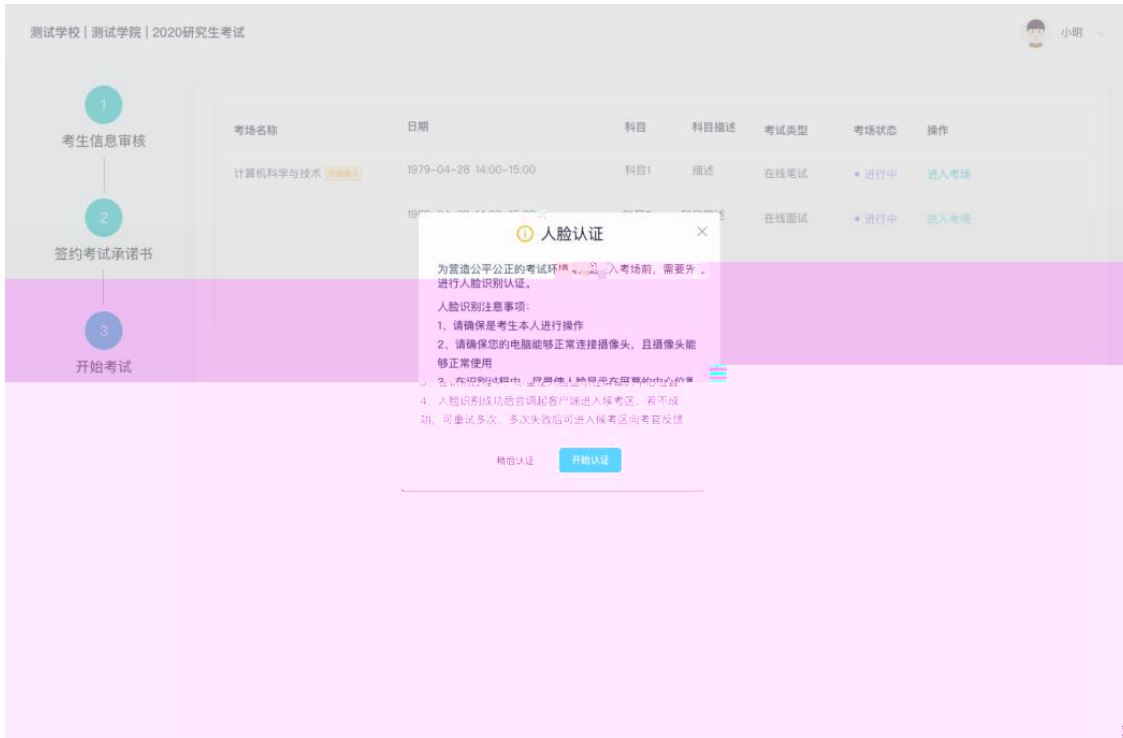 测试学校 | 测试学院 | 2020研究生考试
小明
1
考生信息审核
2
签约考试承诺书
3
开始考试
考场名称 日期 科目 科目描述 考试类型 考场状态 操作
计算机科学与技术 1979-04-28 14:00-15:00 科目1 描述 在线笔试 进行中 进入考场
在线面试 进行中 进入考场
人脸认证
为营造公平公正的考试环 入考场前,需要先
进行人脸识别认证。
人脸识别注意事项:
1、请确保是考生本人进行操作
2、请确保您的电脑能够正常连接摄像头,且摄像头能
够正常使用
4、人脸识别成功后会调起客户端进入候考区,若不成
功,可重试多次,多次失败后可进入候考区向考官反馈
稍后认证 开始认证